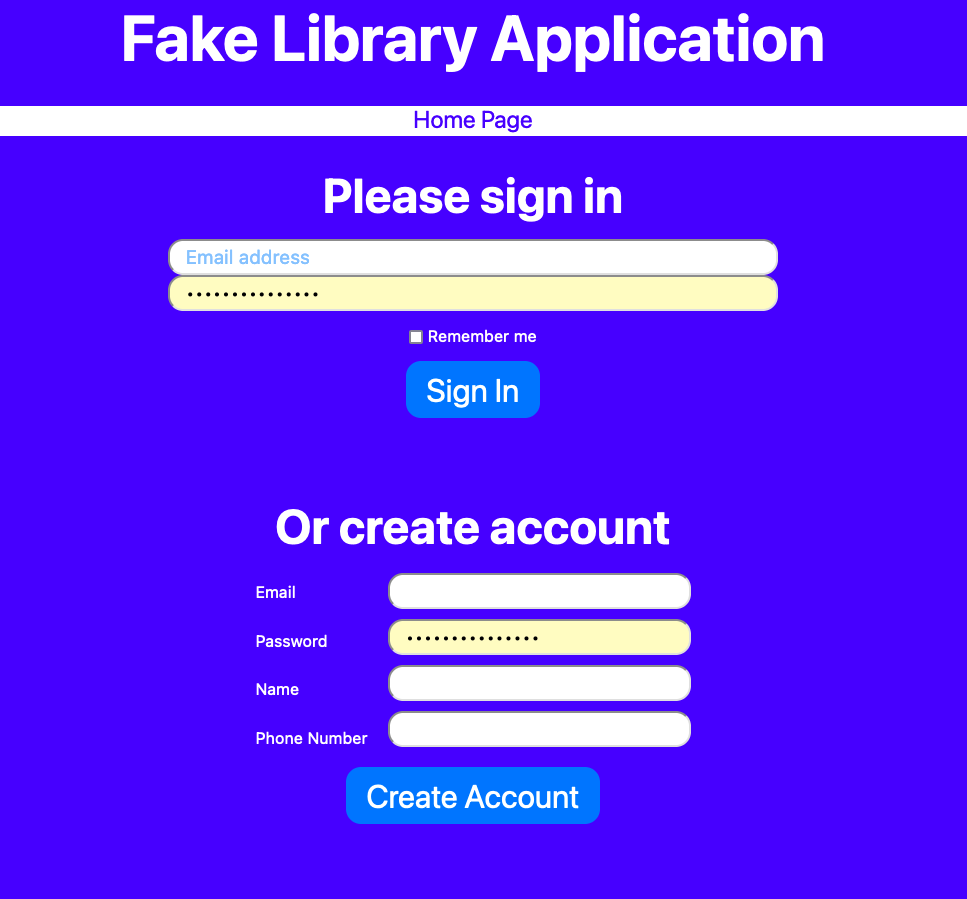 Fake Library Application
Home Page
Please sign in
Email address
•••••••••••••••
Remember me
Sign In
Or create account
Email
Password •••••••••••••••
Name
Phone Number
Create Account